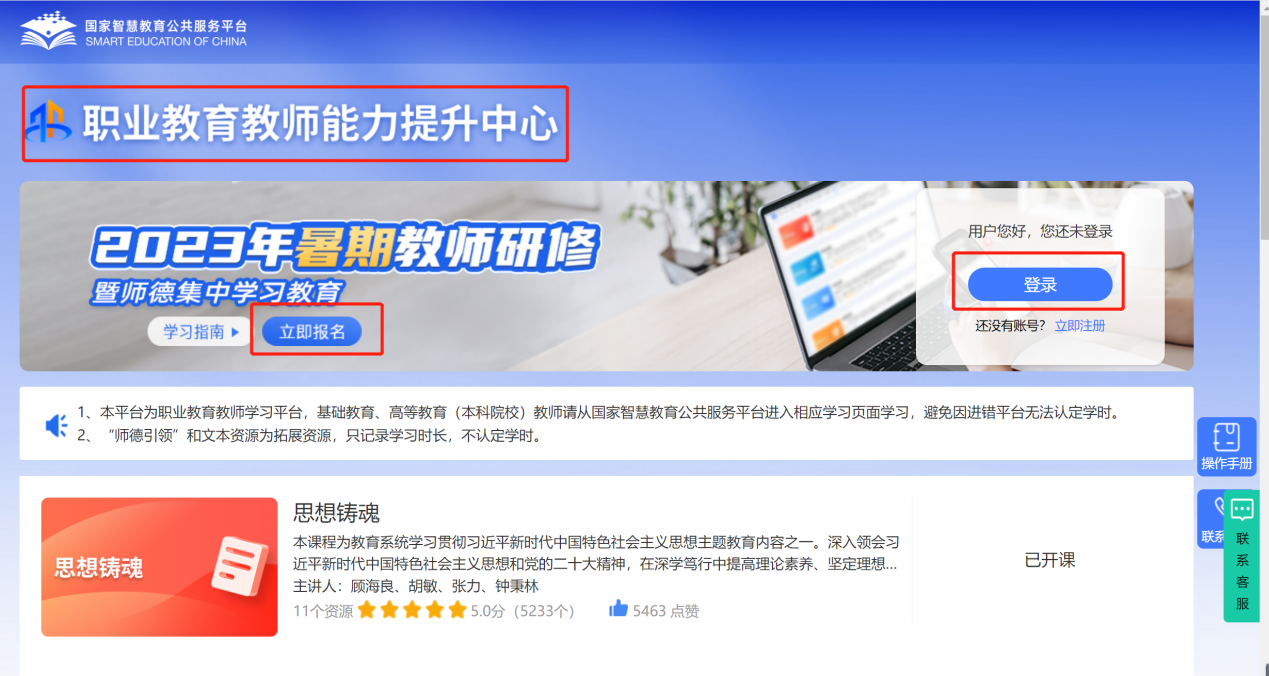 国家智慧教育公共服务平台
SMART EDUCATION OF CHINA
职业教育教师能力提升中心
2023年暑期教师研修
暨师德集中学习教育
学习指南
立即报名
用户您好，您还未登录
登录
还没有账号？ 立即注册
1、本平台为职业教育教师学习平台，基础教育、高等教育（本科院校）教师请从国家智慧教育公共服务平台进入相应学习页面学习，避免因进错平台无法认定学时。
2、“师德引领”和文本资源为拓展资源，只记录学习时长，不认定学时。
操作手册
联系
联系客服
思想铸魂
思想铸魂
本课程为教育系统学习贯彻习近平新时代中国特色社会主义思想主题教育内容之一。深入领会习
近平新时代中国特色社会主义思想和党的二十大精神，在深学笃行中提高理论素养、坚定理想...
主讲人：顾海良、胡敏、张力、钟秉林
11个资源 5.0分（5233个） 5463 点赞
已开课